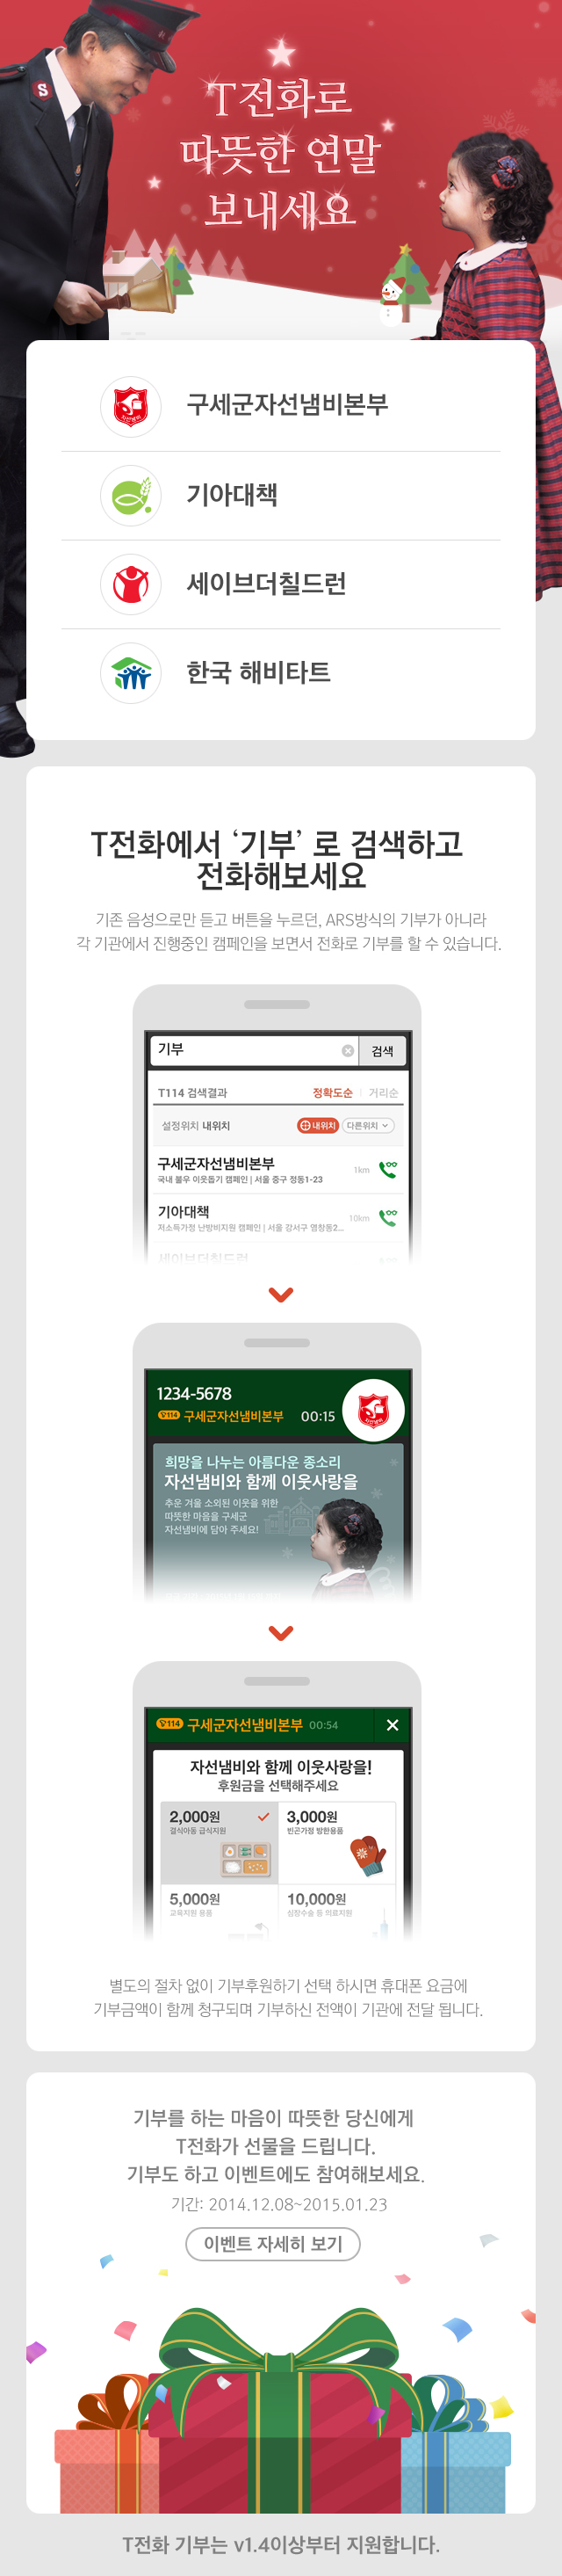 S
T전화로
따뜻한 연말
보내세요
자선냄비
구세군자선냄비본부
기아대책
세이브더칠드런
한국 해비타트
T전화에서 ‘기부’ 로 검색하고
전화해보세요
기존 음성으로만 듣고 버튼을 누르던, ARS방식의 기부가 아니라
각 기관에서 진행중인 캠페인을 보면서 전화로 기부를 할 수 있습니다.
기부 검색
T114 검색결과 정확도순 거리순
설정위치 내위치 내위치 다른위치
구세군자선냄비본부 1km
국내 불우 이웃돕기 캠페인 | 서울 중구 정동1-23
기아대책 10km
저소득가정 난방비지원 캠페인 | 서울 강서구 염창동2...
세이브더칠드런
1234-5678
114 구세군자선냄비본부 00:15
자선냄비
희망을 나누는 아름다운 종소리
자선냄비와 함께 이웃사랑을
추운 겨울 소외된 이웃을 위한
따뜻한 마음을 구세군
자선냄비에 담아 주세요!
114 구세군자선냄비본부 00:54
자선냄비와 함께 이웃사랑을!
후원금을 선택해주세요
2,000원 3,000원
결식아동 급식지원 빈곤가정 방한용품
5,000원 10,000원
교육지원 용품 심장수술 등 의료지원
별도의 절차 없이 기부후원하기 선택 하시면 휴대폰 요금에
기부금액이 함께 청구되며 기부하신 전액이 기관에 전달 됩니다.
기부를 하는 마음이 따뜻한 당신에게
T전화가 선물을 드립니다.
기부도 하고 이벤트에도 참여해보세요.
기간: 2014.12.08~2015.01.23
이벤트 자세히 보기
T전화 기부는 v1.4이상부터 지원합니다.